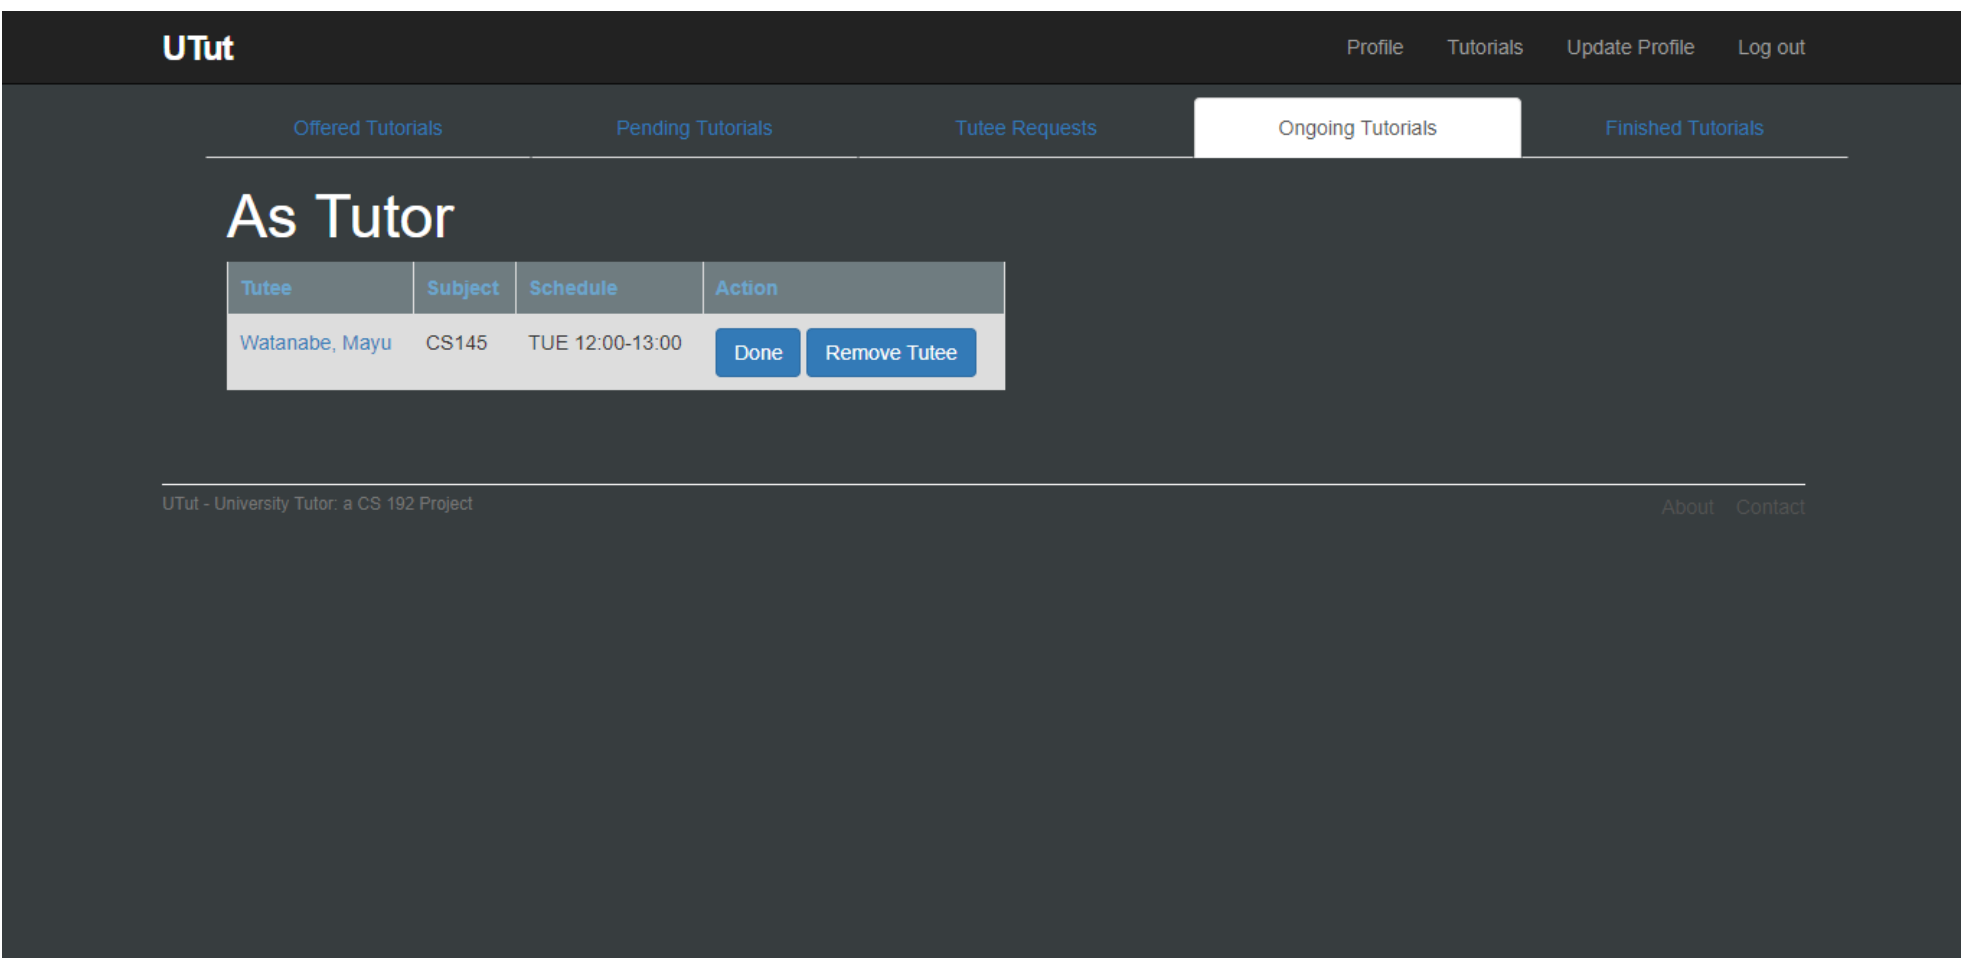 UTut Profile Tutorials Update Profile Log out
Offered Tutorials Pending Tutorials Tutee Requests Ongoing Tutorials Finished Tutorials
As Tutor
Tutee Subject Schedule Action
Watanabe, Mayu CS145 TUE 12:00-13:00 Done Remove Tutee
UTut - University Tutor: a CS 192 Project About Contact